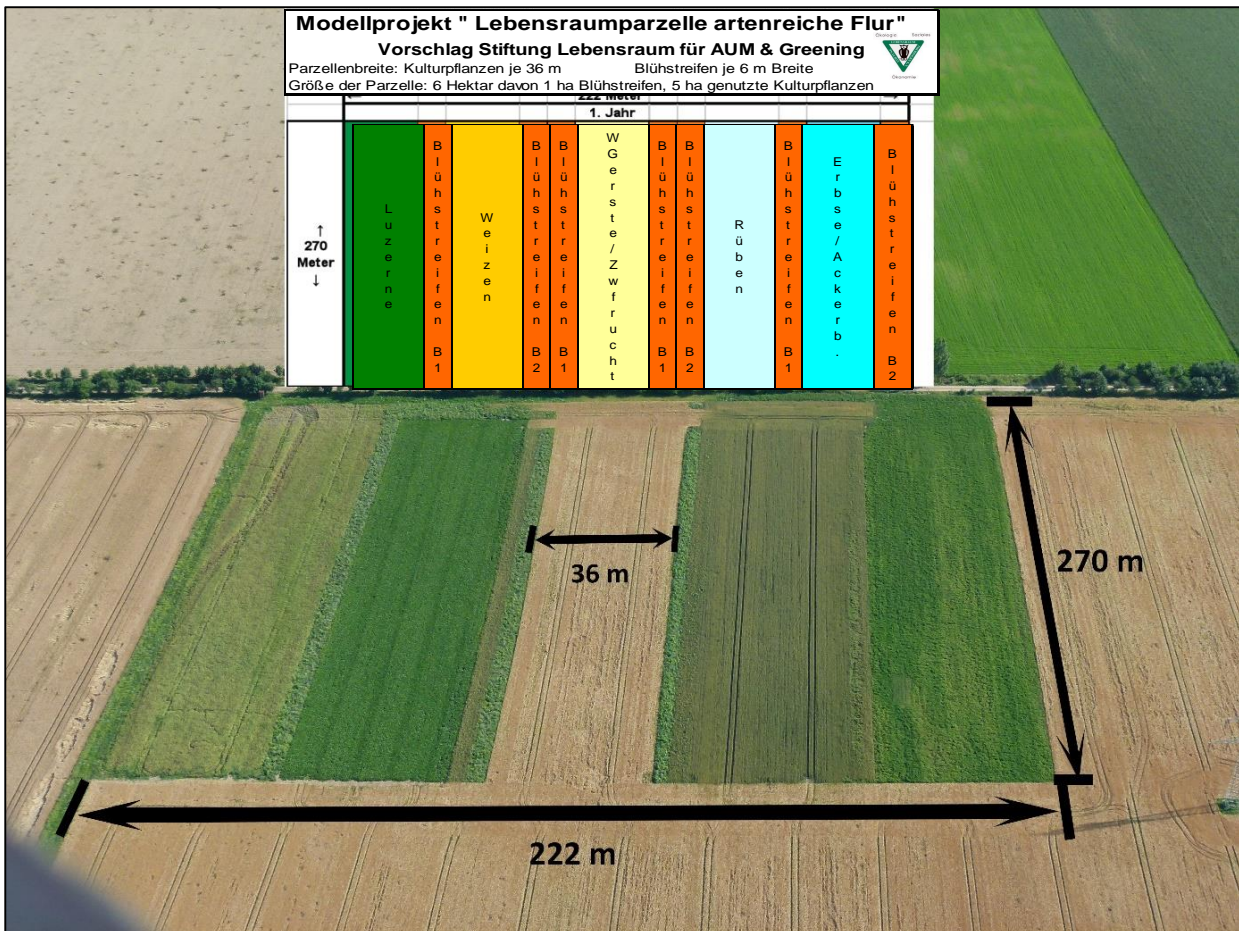 Modellprojekt " Lebensraumparzelle artenreiche Flur"
Vorschlag Stiftung Lebensraum für AUM & Greening
Ökologie Soziales
Ökonomie
Parzellenbreite: Kulturpflanzen je 36 m Blühstreifen je 6 m Breite
Größe der Parzelle: 6 Hektar davon 1 ha Blühstreifen, 5 ha genutzte Kulturpflanzen
222 Meter
1. Jahr
↑
270
Meter
↓
Luzerne
Blühstreifen B1
Weizen
Blühstreifen B2
Blühstreifen B1
WGerste/Zwfrucht
Blühstreifen B1
Blühstreifen B2
Rüben
Blühstreifen B1
Erbse/Ackerb.
Blühstreifen B2
36 m
270 m
222 m